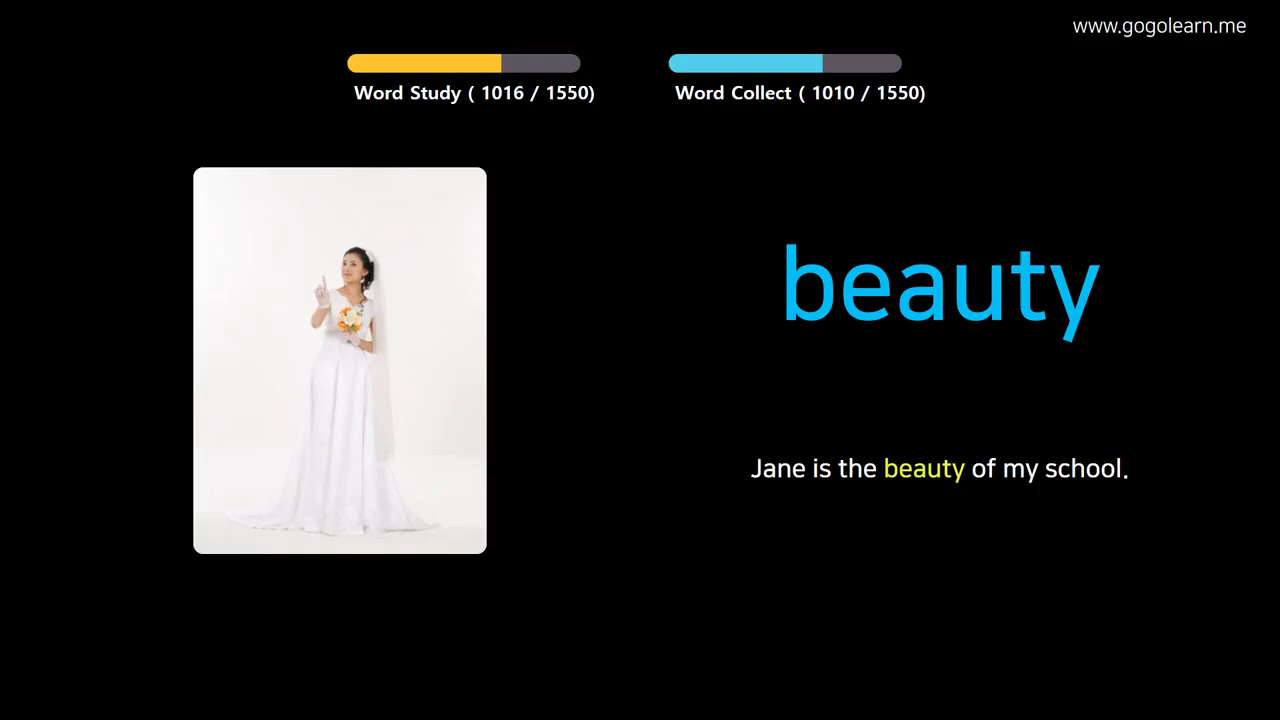 www.gogolearn.me
Word Study ( 1016 / 1550)
Word Collect ( 1010 / 1550)
beauty
Jane is the beauty of my school.